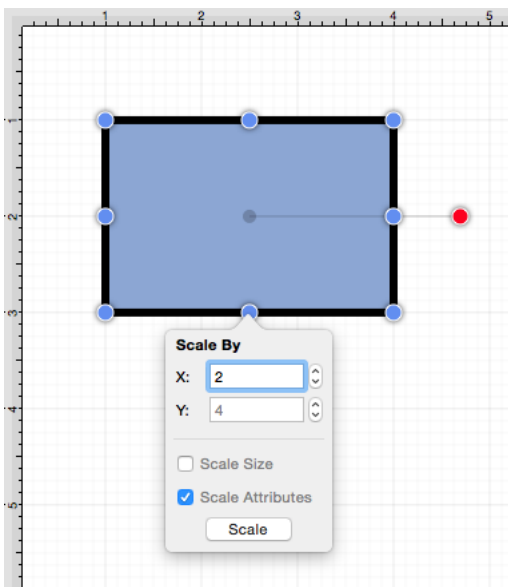 1 2 3 4 5
1
2
3
Scale By
X: 2
Y: 4
4
Scale Size
5
Scale Attributes
Scale